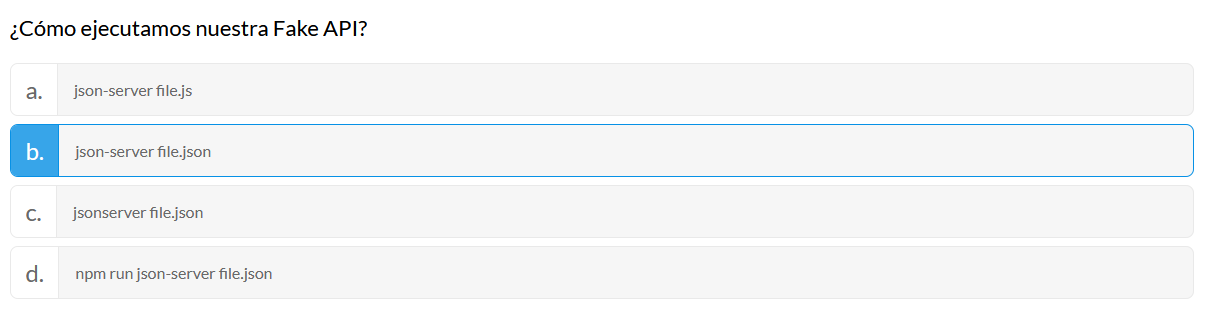 ¿Cómo ejecutamos nuestra Fake API?
a. json-server file.js
b. json-server file.json
c. jsonserver file.json
d. npm run json-server file.json